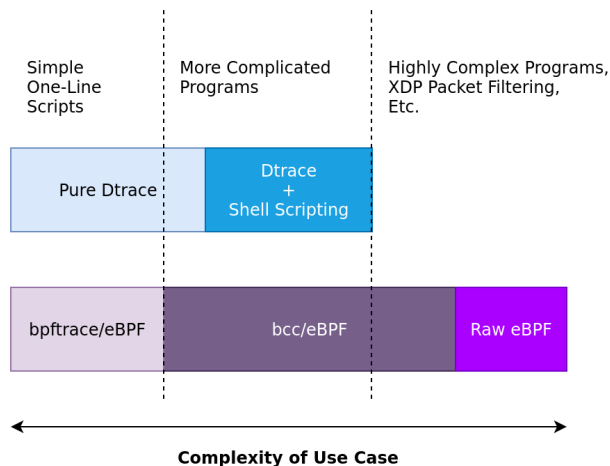 Simple
One-Line
Scripts
More Complicated
Programs
Highly Complex Programs,
XDP Packet Filtering,
Etc.
Pure Dtrace
Dtrace
+
Shell Scripting
bpftrace/eBPF
bcc/eBPF
Raw eBPF
Complexity of Use Case